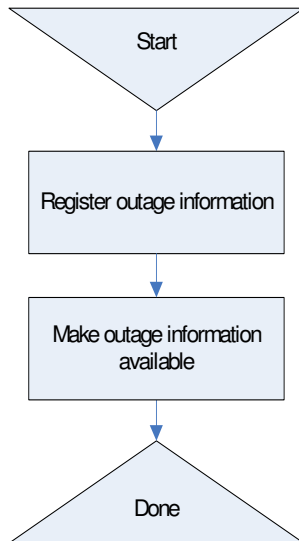 Start
Register outage information
Make outage information
available
Done